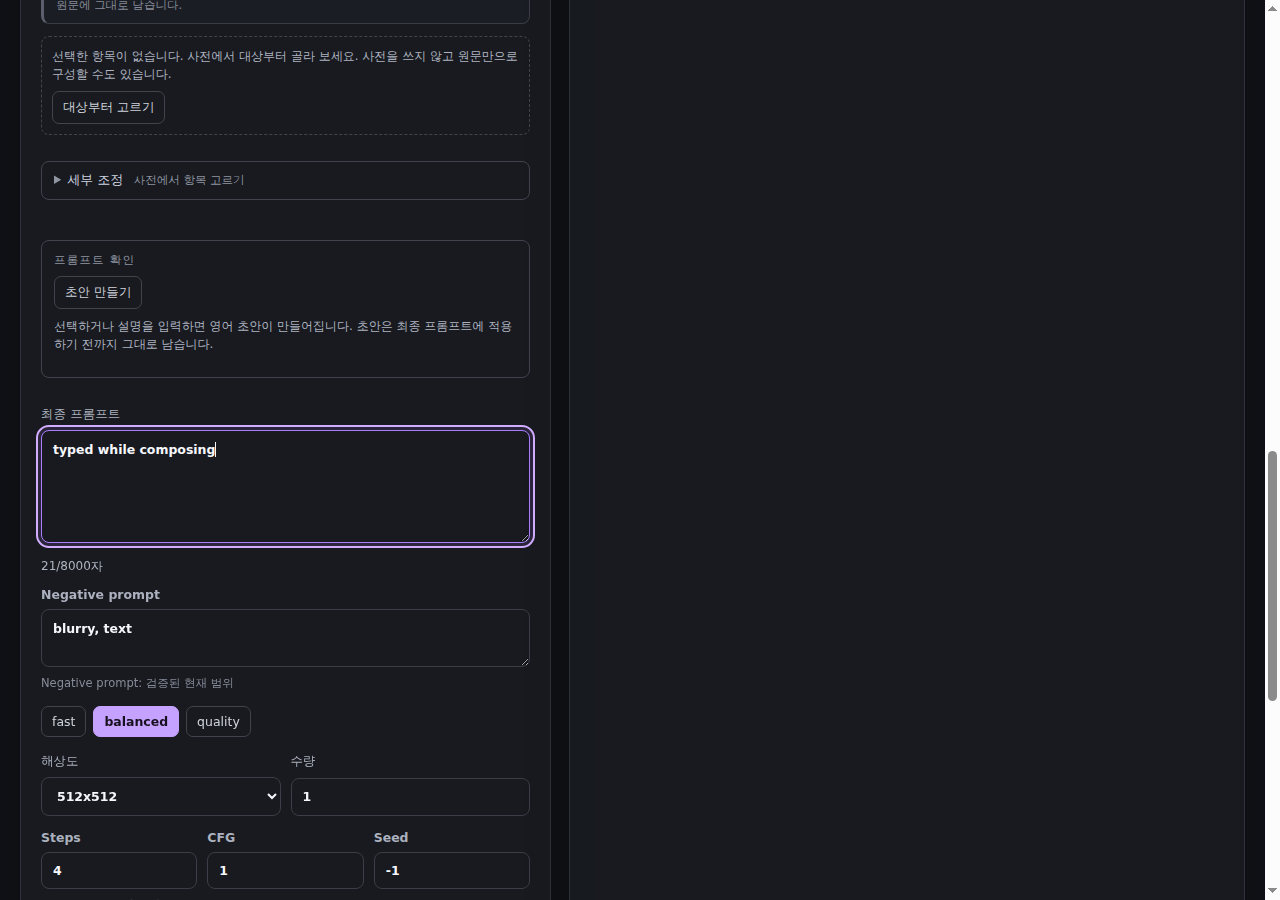 원문에 그대로 남습니다.
선택한 항목이 없습니다. 사전에서 대상부터 골라 보세요. 사전을 쓰지 않고 원문만으로
구성할 수도 있습니다.
대상부터 고르기
세부 조정 사전에서 항목 고르기
프롬프트 확인
초안 만들기
선택하거나 설명을 입력하면 영어 초안이 만들어집니다. 초안은 최종 프롬프트에 적용
하기 전까지 그대로 남습니다.
최종 프롬프트
typed while composing
21/8000자
Negative prompt
blurry, text
Negative prompt: 검증된 현재 범위
fast balanced quality
해상도 수량
512x512 1
Steps CFG Seed
4 1 -1